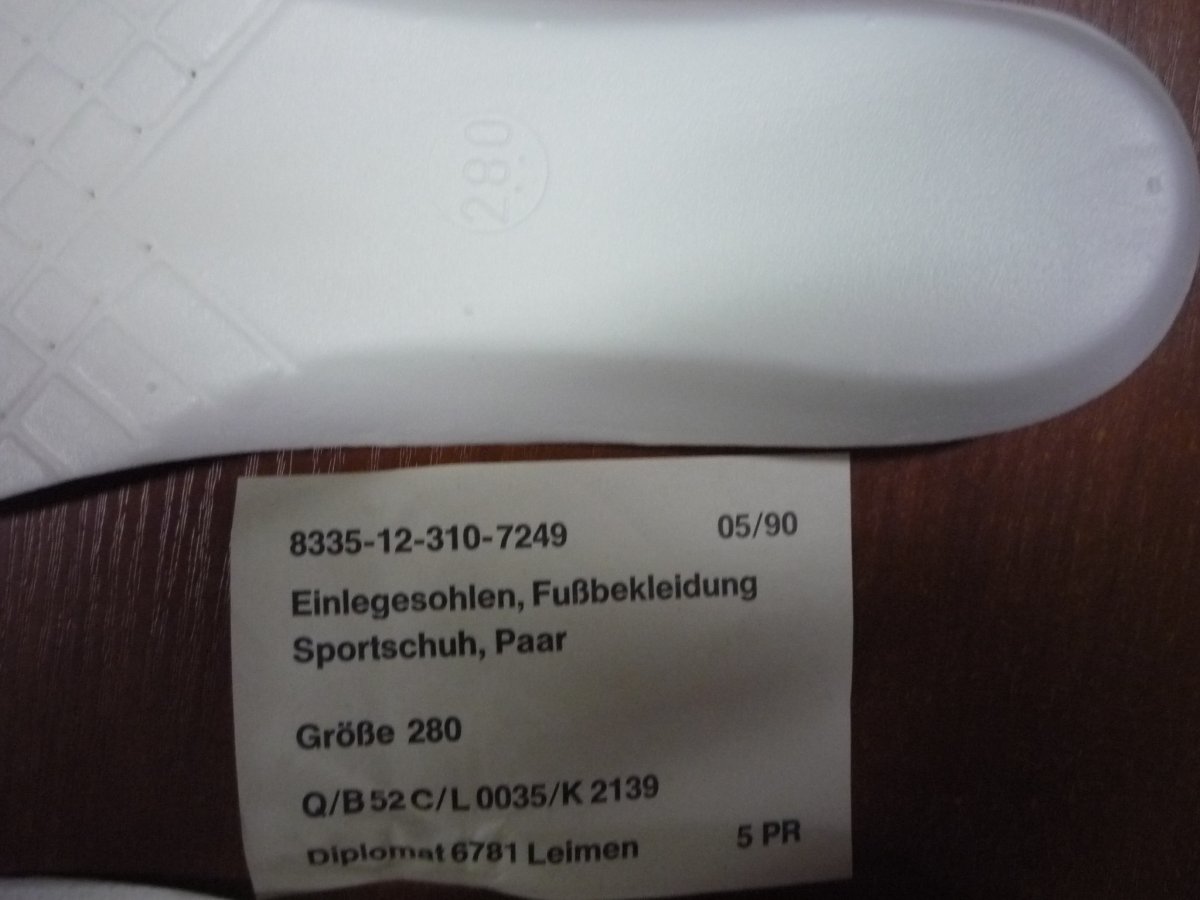 280
8335-12-310-7249 05/90
Einlegesohlen, Fußbekleidung
Sportschuh, Paar
Größe 280
Q/B 52 C/L 0035/K 2139
Diplomat 6781 Leimen 5 PR